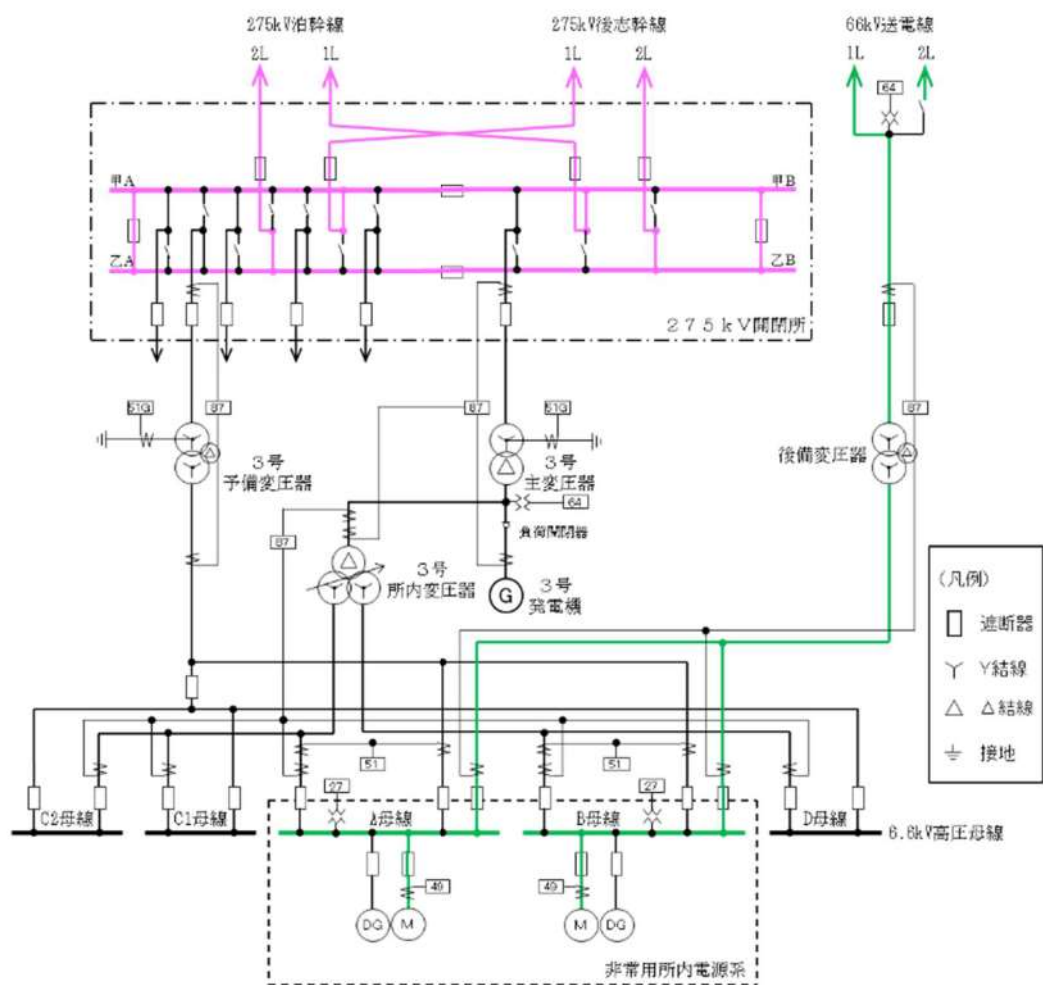 275kV泊幹線 275kV後志幹線 66kV送電線
2L 1L 1L 2L 1L 2L
64
甲A 甲B
乙A 乙B
275kV開閉所
51G 87 87 51G 87
3号
予備変圧器
3号
主変圧器
後備変圧器
64
負荷開閉器
87
3号
所内変圧器
G
3号
発電機
(凡例)
遮断器
Y結線
Δ結線
接地
51 51
27 27
C2母線 C1母線 A母線 B母線 D母線
6.6kV高圧母線
49 49
DG M M DG
非常用所内電源系